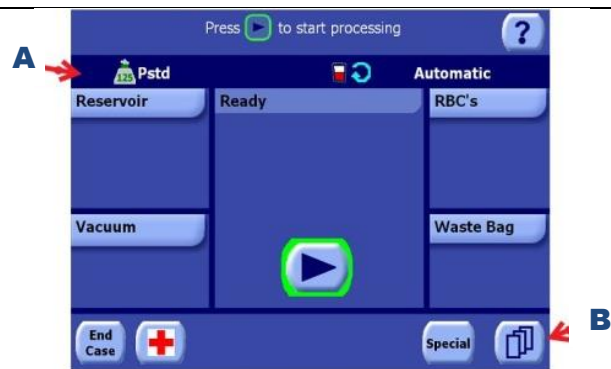 Press to start processing
?
A
125 Pstd
Automatic
Reservoir
Ready
RBC's
Vacuum
Waste Bag
B
End
Case
Special